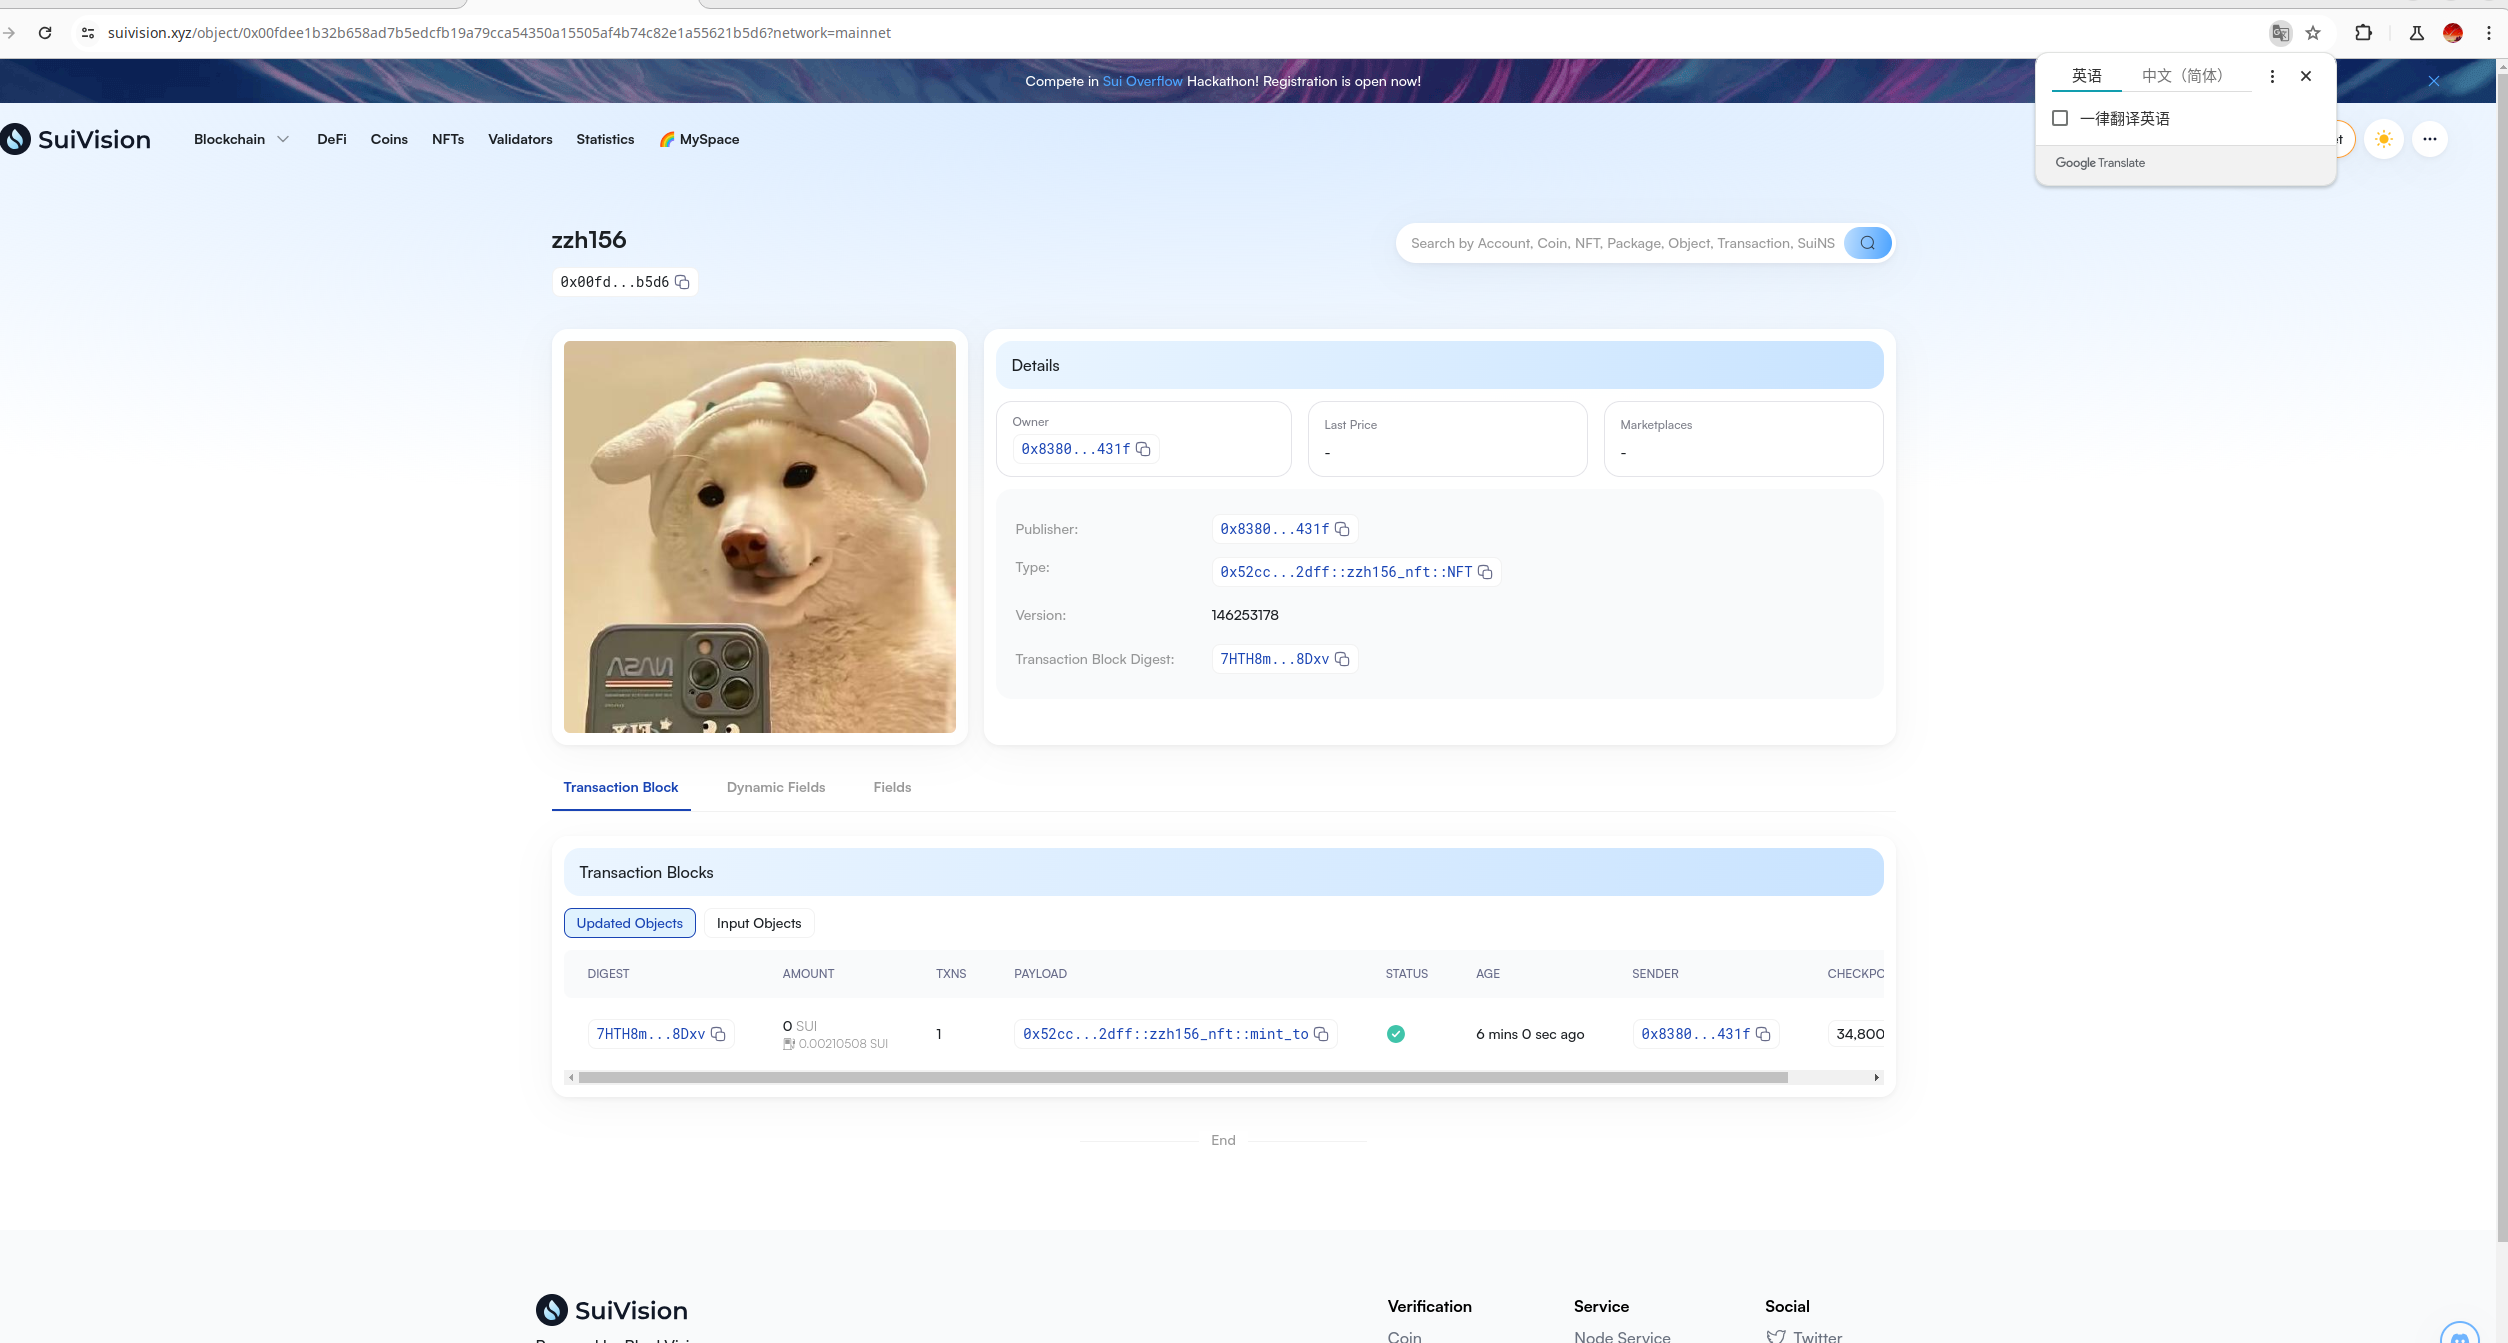 suivision.xyz/object/0x00fdee1b32b658ad7b5edcfb19a79cca54350a15505af4b74c82e1a55621b5d6?network=mainnet
Compete in Sui Overflow Hackathon! Registration is open now!
英语 中文（简体）
一律翻译英语
Google Translate
SuiVision Blockchain DeFi Coins NFTs Validators Statistics 🌈 MySpace
zzh156
Search by Account, Coin, NFT, Package, Object, Transaction, SuiNS
0x00fd...b5d6
Details
Owner
0x8380...431f
Last Price
-
Marketplaces
-
Publisher: 0x8380...431f
Type: 0x52cc...2dff::zzh156_nft::NFT
Version: 146253178
Transaction Block Digest: 7HTH8m...8Dxv
NASA
Transaction Block Dynamic Fields Fields
Transaction Blocks
Updated Objects Input Objects
DIGEST AMOUNT TXNS PAYLOAD STATUS AGE SENDER CHECKPO
7HTH8m...8Dxv 0 SUI 1 0x52cc...2dff::zzh156_nft::mint_to 6 mins 0 sec ago 0x8380...431f 34,800
0.00210508 SUI
End
SuiVision
Verification Service Social
Coin Node Service Twitter